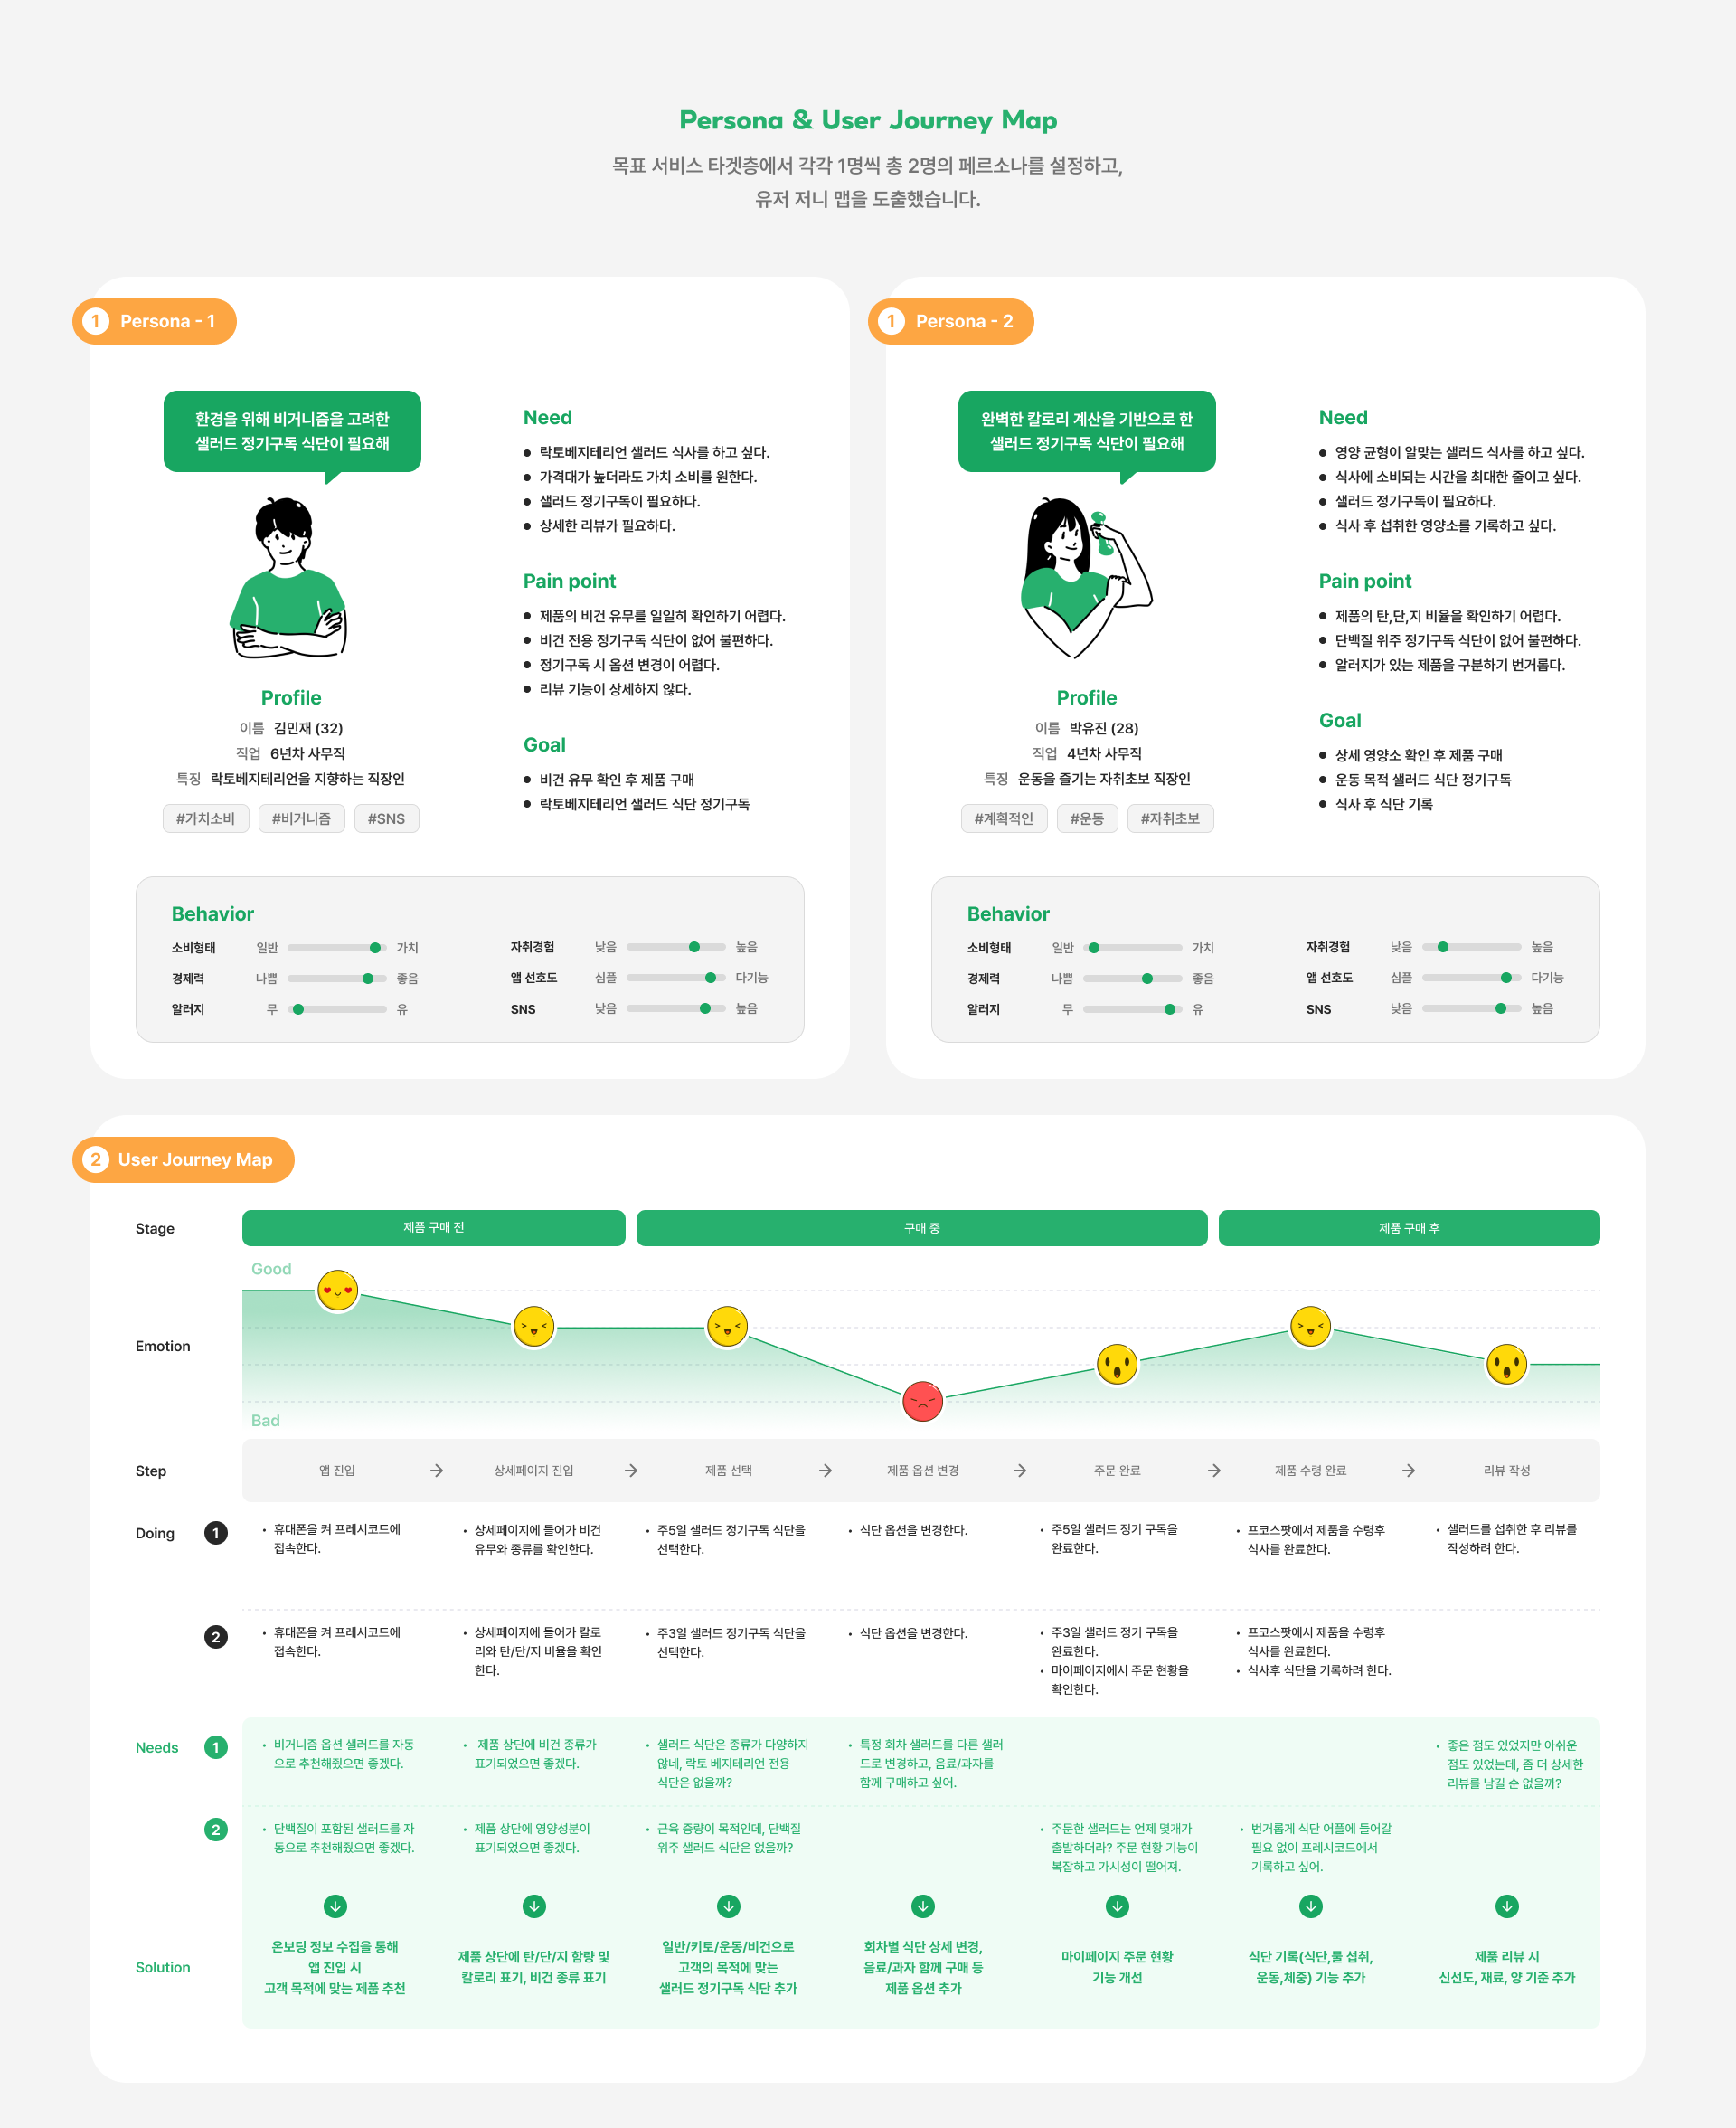 Persona & User Journey Map
목표 서비스 타겟층에서 각각 1명씩 총 2명의 페르소나를 설정하고,
유저 저니 맵을 도출했습니다.
1 Persona - 1
환경을 위해 비거니즘을 고려한
샐러드 정기구독 식단이 필요해
Profile
이름 김민재 (32)
직업 6년차 사무직
특징 락토베지테리언을 지향하는 직장인
#가치소비 #비거니즘 #SNS
Need
락토베지테리언 샐러드 식사를 하고 싶다.
가격대가 높더라도 가치 소비를 원한다.
샐러드 정기구독이 필요하다.
상세한 리뷰가 필요하다.
Pain point
제품의 비건 유무를 일일히 확인하기 어렵다.
비건 전용 정기구독 식단이 없어 불편하다.
정기구독 시 옵션 변경이 어렵다.
리뷰 기능이 상세하지 않다.
Goal
비건 유무 확인 후 제품 구매
락토베지테리언 샐러드 식단 정기구독
Behavior
소비형태 일반 가치
경제력 나쁨 좋음
알러지 무 유
자취경험 낮음 높음
앱 선호도 심플 다기능
SNS 낮음 높음
1 Persona - 2
완벽한 칼로리 계산을 기반으로 한
샐러드 정기구독 식단이 필요해
Profile
이름 박유진 (28)
직업 4년차 사무직
특징 운동을 즐기는 자취초보 직장인
#계획적인 #운동 #자취초보
Need
영양 균형이 알맞는 샐러드 식사를 하고 싶다.
식사에 소비되는 시간을 최대한 줄이고 싶다.
샐러드 정기구독이 필요하다.
식사 후 섭취한 영양소를 기록하고 싶다.
Pain point
제품의 탄,단,지 비율을 확인하기 어렵다.
단백질 위주 정기구독 식단이 없어 불편하다.
알러지가 있는 제품을 구분하기 번거롭다.
Goal
상세 영양소 확인 후 제품 구매
운동 목적 샐러드 식단 정기구독
식사 후 식단 기록
Behavior
소비형태 일반 가치
경제력 나쁨 좋음
알러지 무 유
자취경험 낮음 높음
앱 선호도 심플 다기능
SNS 낮음 높음
2 User Journey Map
Stage 제품 구매 전 구매 중 제품 구매 후
Good
Emotion
Bad
Step 앱 진입 → 상세페이지 진입 → 제품 선택 → 제품 옵션 변경 → 주문 완료 → 제품 수령 완료 → 리뷰 작성
Doing 1
휴대폰을 켜 프레시코드에
접속한다.
상세페이지에 들어가 비건
유무와 종류를 확인한다.
주5일 샐러드 정기구독 식단을
선택한다.
식단 옵션을 변경한다.
주5일 샐러드 정기 구독을
완료한다.
프코스팟에서 제품을 수령후
식사를 완료한다.
샐러드를 섭취한 후 리뷰를
작성하려 한다.
2
휴대폰을 켜 프레시코드에
접속한다.
상세페이지에 들어가 칼로
리와 탄/단/지 비율을 확인
한다.
주3일 샐러드 정기구독 식단을
선택한다.
식단 옵션을 변경한다.
주3일 샐러드 정기 구독을
완료한다.
마이페이지에서 주문 현황을
확인한다.
프코스팟에서 제품을 수령후
식사를 완료한다.
식사후 식단을 기록하려 한다.
Needs 1
비거니즘 옵션 샐러드를 자동
으로 추천해줬으면 좋겠다.
제품 상단에 비건 종류가
표기되었으면 좋겠다.
샐러드 식단은 종류가 다양하지
않네, 락토 베지테리언 전용
식단은 없을까?
특정 회차 샐러드를 다른 샐러
드로 변경하고, 음료/과자를
함께 구매하고 싶어.
좋은 점도 있었지만 아쉬운
점도 있었는데, 좀 더 상세한
리뷰를 남길 순 없을까?
2
단백질이 포함된 샐러드를 자
동으로 추천해줬으면 좋겠다.
제품 상단에 영양성분이
표기되었으면 좋겠다.
근육 증량이 목적인데, 단백질
위주 샐러드 식단은 없을까?
주문한 샐러드는 언제 몇개가
출발하더라? 주문 현황 기능이
복잡하고 가시성이 떨어져.
번거롭게 식단 어플에 들어갈
필요 없이 프레시코드에서
기록하고 싶어.
Solution
온보딩 정보 수집을 통해
앱 진입 시
고객 목적에 맞는 제품 추천
제품 상단에 탄/단/지 함량 및
칼로리 표기, 비건 종류 표기
일반/키토/운동/비건으로
고객의 목적에 맞는
샐러드 정기구독 식단 추가
회차별 식단 상세 변경,
음료/과자 함께 구매 등
제품 옵션 추가
마이페이지 주문 현황
기능 개선
식단 기록(식단,물 섭취,
운동,체중) 기능 추가
제품 리뷰 시
신선도, 재료, 양 기준 추가